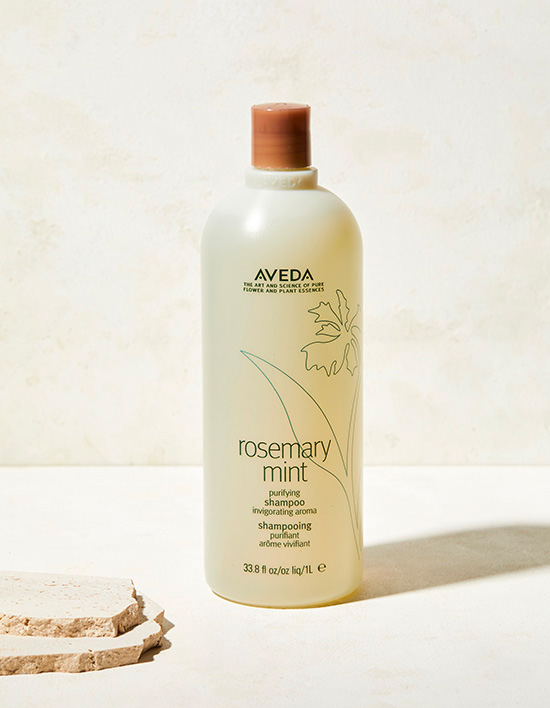 AVEDA
AVEDA
THE ART AND SCIENCE OF PURE
FLOWER AND PLANT ESSENCES
rosemary
mint
purifying
shampoo
invigorating aroma
shampooing
purifiant
arôme vivifiant
33.8 fl oz/oz liq/1L ℮